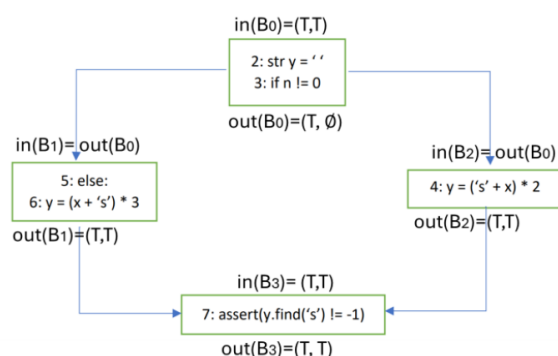 in(B₀)=(T,T)
2: str y = ‘ ‘
3: if n != 0
out(B₀)=(T, Ø)
in(B₁)= out(B₀)
5: else:
6: y = (x + ‘s’) * 3
out(B₁)=(T,T)
in(B₂)=out(B₀)
4: y = (‘s’ + x) * 2
out(B₂)=(T,T)
in(B₃)= (T,T)
7: assert(y.find(‘s’) != -1)
out(B₃)=(T, T)